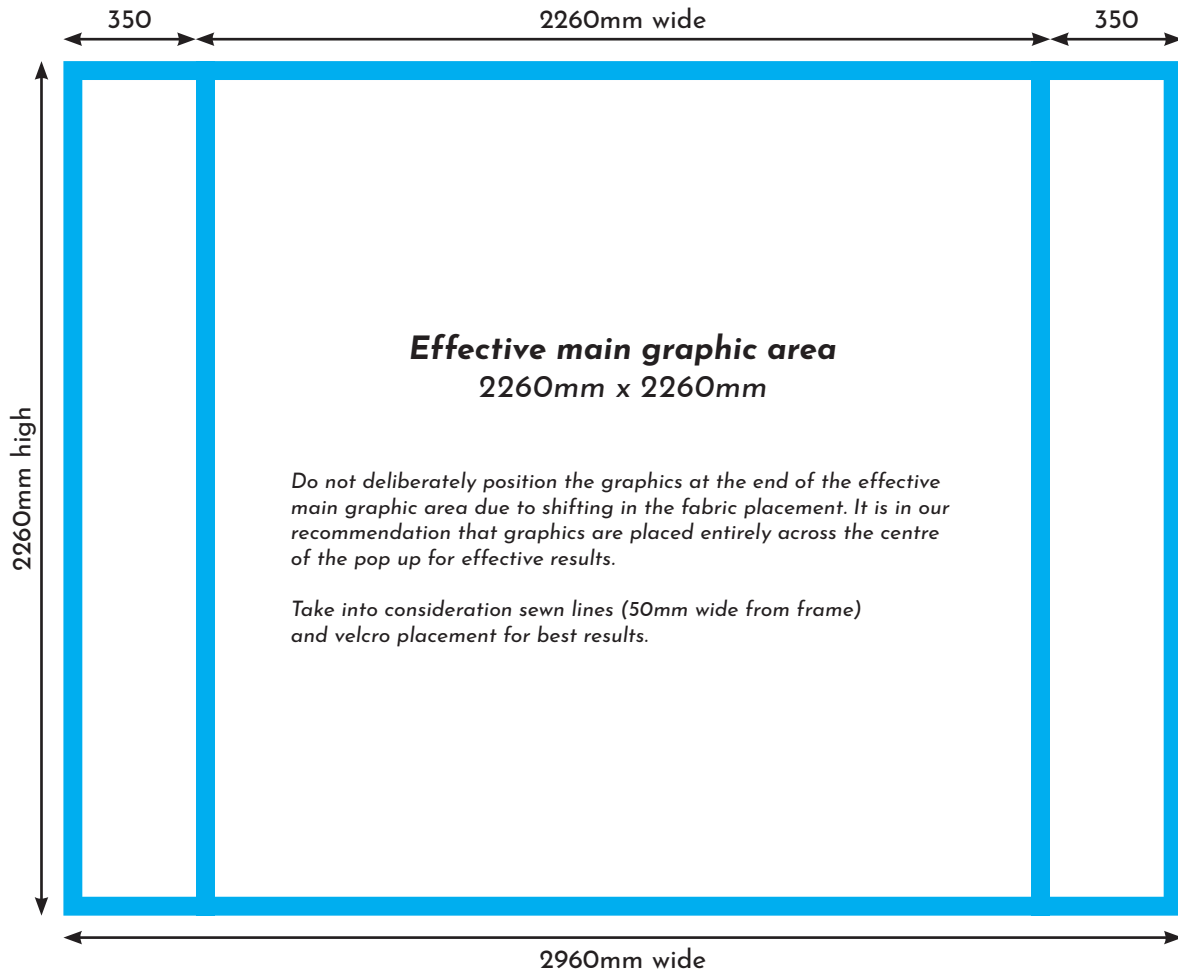 350
2260mm wide
350
2260mm high
Effective main graphic area
2260mm x 2260mm
Do not deliberately position the graphics at the end of the effective
main graphic area due to shifting in the fabric placement. It is in our
recommendation that graphics are placed entirely across the centre
of the pop up for effective results.
Take into consideration sewn lines (50mm wide from frame)
and velcro placement for best results.
2960mm wide